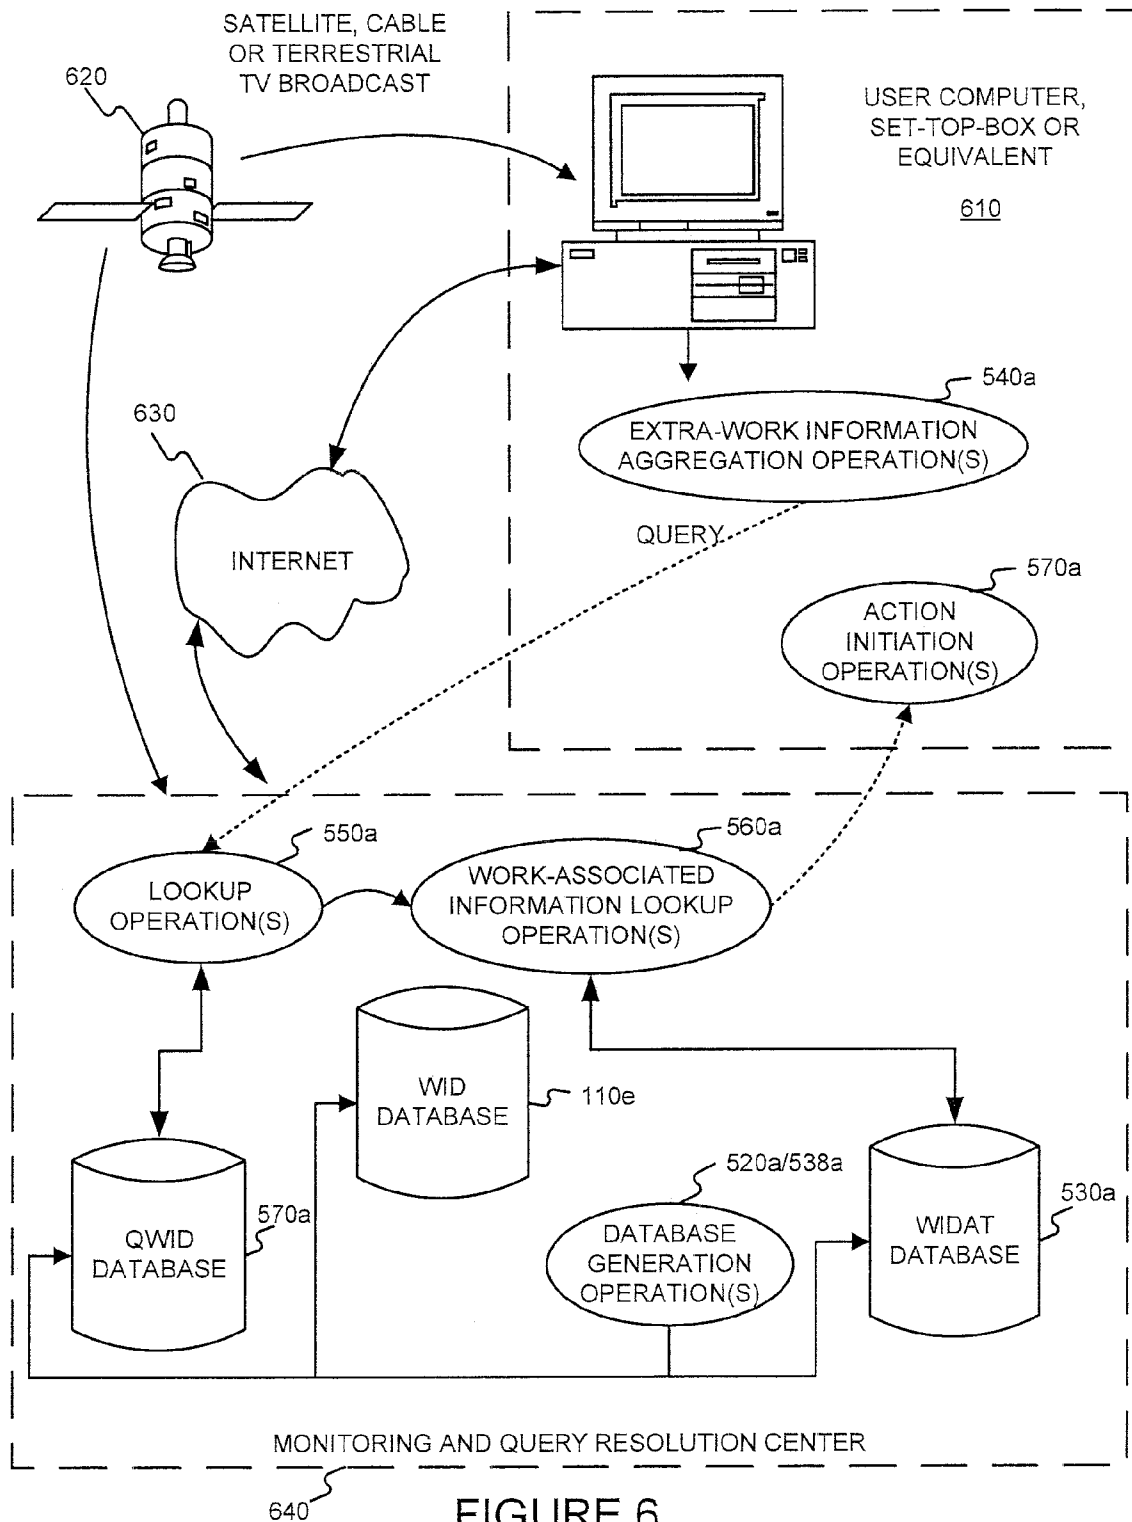 SATELLITE, CABLE
OR TERRESTRIAL
TV BROADCAST
620
USER COMPUTER,
SET-TOP-BOX OR
EQUIVALENT
610
540a
EXTRA-WORK INFORMATION
AGGREGATION OPERATION(S)
630
INTERNET
QUERY
570a
ACTION
INITIATION
OPERATION(S)
550a
LOOKUP
OPERATION(S)
560a
WORK-ASSOCIATED
INFORMATION LOOKUP
OPERATION(S)
WID
DATABASE
110e
520a/538a
QWID
DATABASE
570a
DATABASE
GENERATION
OPERATION(S)
WIDAT
DATABASE
530a
MONITORING AND QUERY RESOLUTION CENTER
640
FIGURE 6